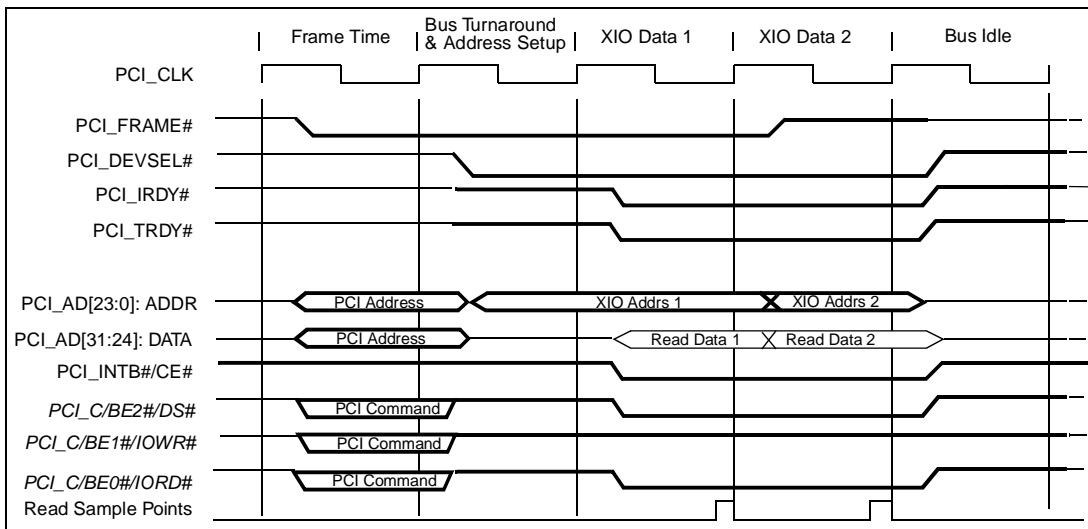 Frame Time
Bus Turnaround
& Address Setup
XIO Data 1
XIO Data 2
Bus Idle
PCI_CLK
PCI_FRAME#
PCI_DEVSEL#
PCI_IRDY#
PCI_TRDY#
PCI_AD[23:0]: ADDR
PCI Address
XIO Addrs 1
XIO Addrs 2
PCI_AD[31:24]: DATA
PCI Address
Read Data 1
Read Data 2
PCI_INTB#/CE#
PCI_C/BE2#/DS#
PCI Command
PCI_C/BE1#/IOWR#
PCI Command
PCI_C/BE0#/IORD#
PCI Command
Read Sample Points